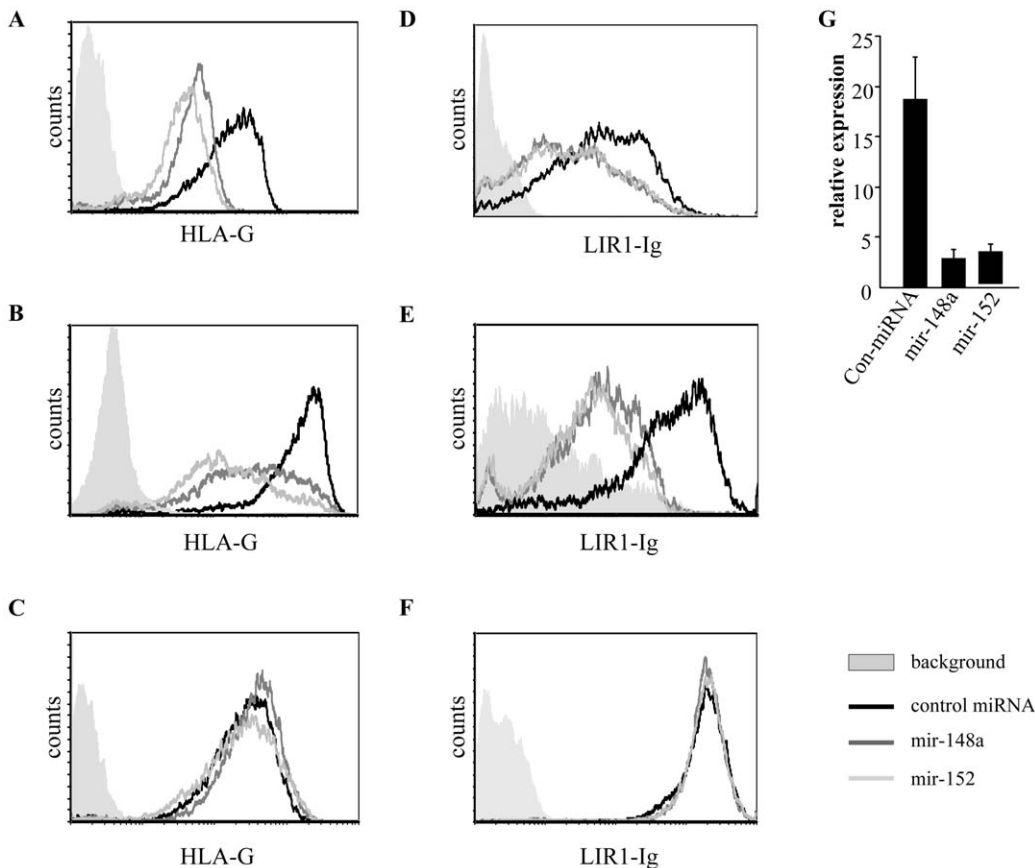 A
counts
HLA-G
D
counts
LIR1-Ig
G
relative expression
25
20
15
10
5
0
Con-miRNA
mir-148a
mir-152
B
counts
HLA-G
E
counts
LIR1-Ig
C
counts
HLA-G
F
counts
LIR1-Ig
background
control miRNA
mir-148a
mir-152